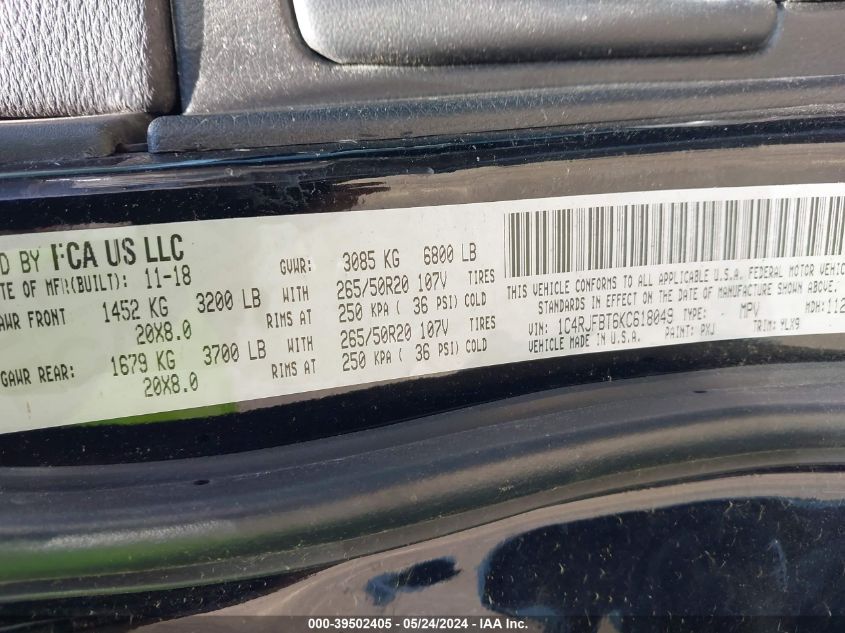 D BY FCA US LLC
TE OF MFR(BUILT): 11-18 GVWR: 3085 KG 6800 LB
AWR FRONT 1452 KG 3200 LB WITH 265/50R20 107V TIRES
20X8.0 RIMS AT 250 KPA ( 36 PSI) COLD
GAWR REAR: 1679 KG 3700 LB WITH 265/50R20 107V TIRES
20X8.0 RIMS AT 250 KPA ( 36 PSI) COLD
THIS VEHICLE CONFORMS TO ALL APPLICABLE U.S.A. FEDERAL MOTOR VEHIC
STANDARDS IN EFFECT ON THE DATE OF MANUFACTURE SHOWN ABOVE.
VIN: 1C4RJFBT6KC618049 TYPE: MPV MDH: 112
VEHICLE MADE IN U.S.A. PAINT: PXJ TRIM: YLX9
000-39502405 - 05/24/2024 - IAA Inc.